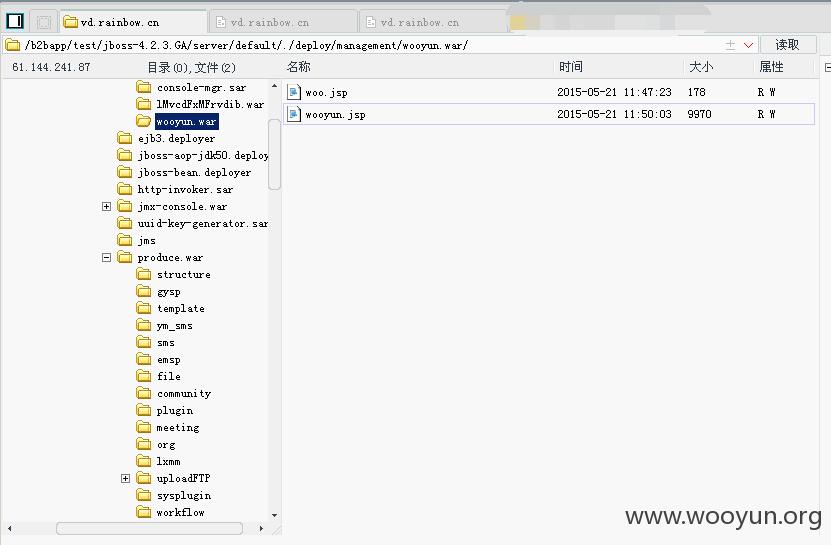 vd.rainbow.cn
vd.rainbow.cn
vd.rainbow.cn
/b2bapp/test/jboss-4.2.3.GA/server/default/./deploy/management/wooyun.war/
读取
61.144.241.87
目录(0),文件(2)
名称
时间
大小
属性
console-mgr.sar
lMvcdFxMFrvdib.war
wooyun.war
ejb3.deployer
jboss-aop-jdk50.deploy
jboss-bean.deployer
http-invoker.sar
jmx-console.war
uuid-key-generator.sar
jms
produce.war
structure
gysp
template
ym_sms
sms
emsp
file
community
plugin
meeting
org
lxmm
uploadFTP
sysplugin
workflow
woo.jsp 2015-05-21 11:47:23 178 R W
wooyun.jsp 2015-05-21 11:50:03 9970 R W
www.wooyun.org